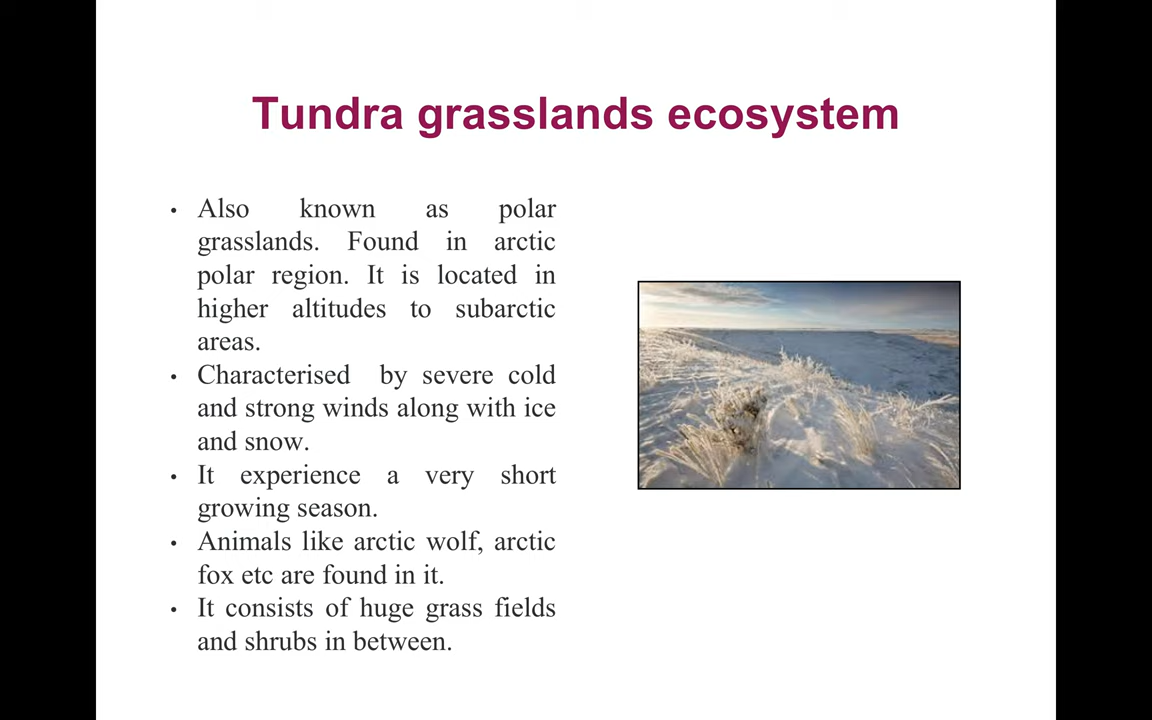 Tundra grasslands ecosystem
• Also known as polar
grasslands. Found in arctic
polar region. It is located in
higher altitudes to subarctic
areas.
• Characterised by severe cold
and strong winds along with ice
and snow.
• It experience a very short
growing season.
• Animals like arctic wolf, arctic
fox etc are found in it.
• It consists of huge grass fields
and shrubs in between.